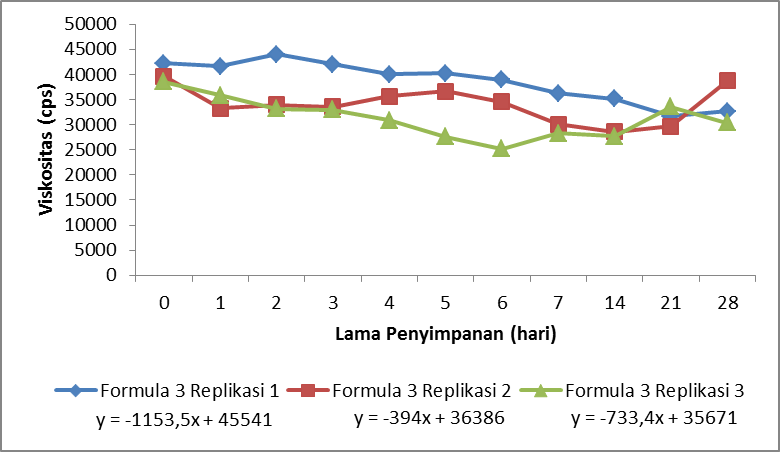 50000
45000
40000
35000
30000
25000
20000
15000
10000
5000
0
Viskositas (cps)
0 1 2 3 4 5 6 7 14 21 28
Lama Penyimpanan (hari)
Formula 3 Replikasi 1 Formula 3 Replikasi 2 Formula 3 Replikasi 3
y = -1153,5x + 45541 y = -394x + 36386 y = -733,4x + 35671